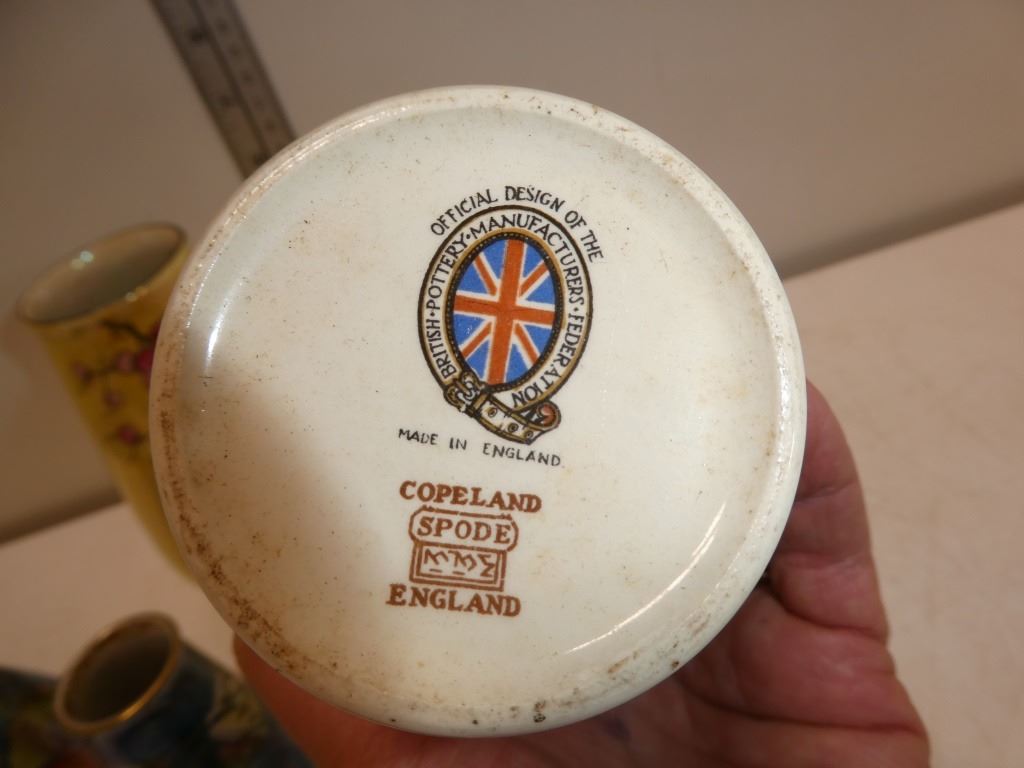 OFFICIAL DESIGN OF THE
BRITISH · POTTERY · MANUFACTURERS · FEDERATION
MADE IN ENGLAND
COPELAND
SPODE
ENGLAND